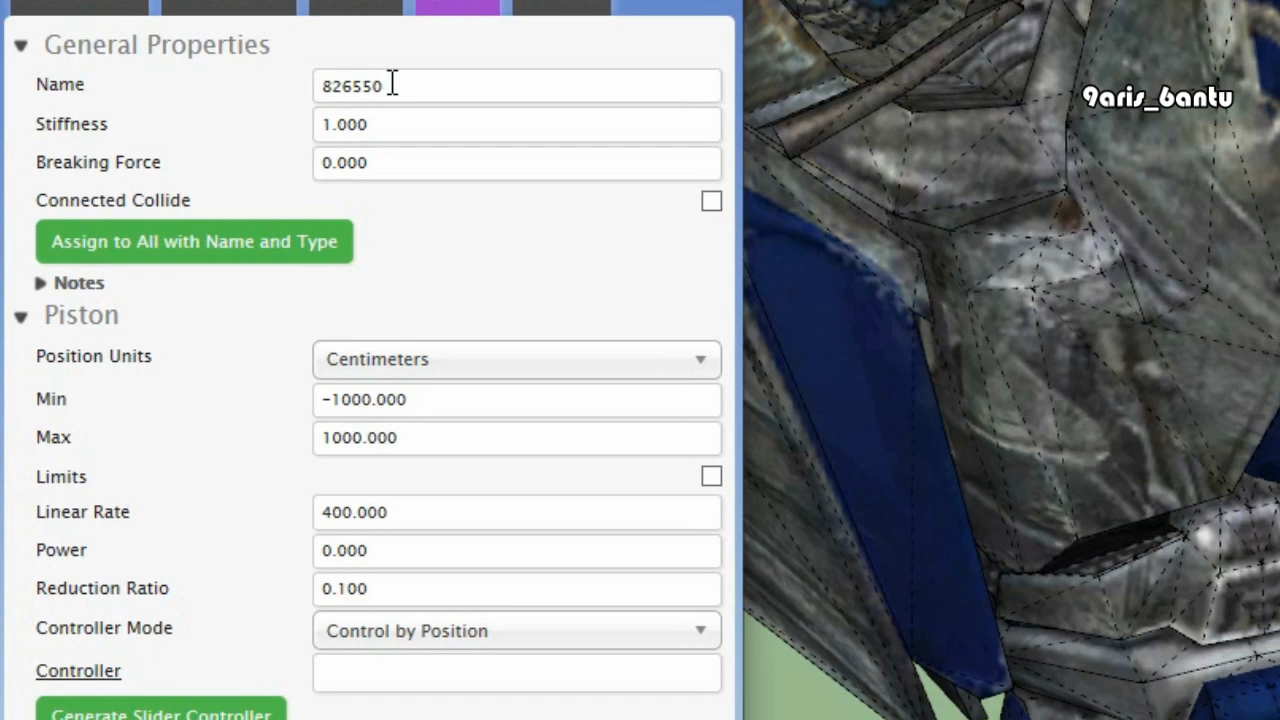 General Properties
Name
826550
Stiffness
1.000
Breaking Force
0.000
Connected Collide
Assign to All with Name and Type
Notes
Piston
Position Units
Centimeters
Min
-1000.000
Max
1000.000
Limits
Linear Rate
400.000
Power
0.000
Reduction Ratio
0.100
Controller Mode
Control by Position
Controller
Generate Slider Controller
9aris_6antu